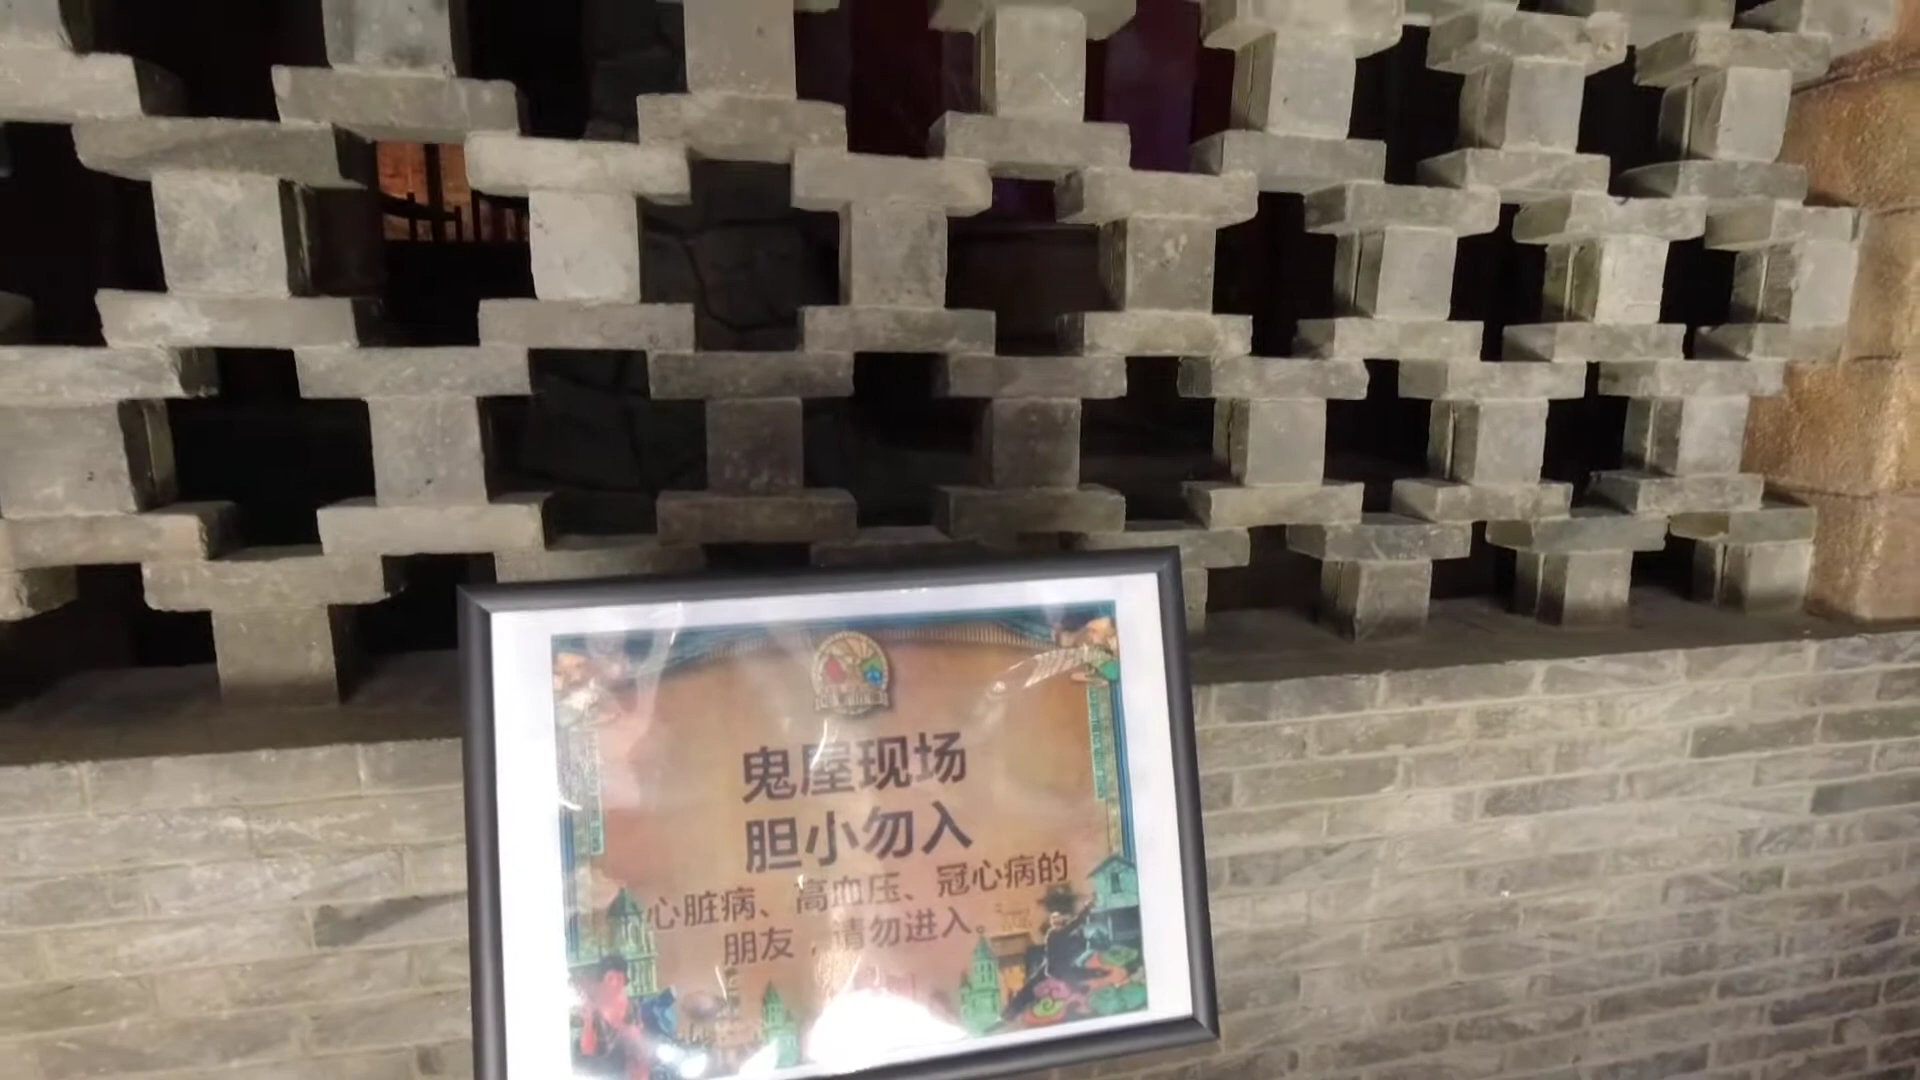 鬼屋现场
胆小勿入
心脏病、高血压、冠心病的
朋友，请勿进入。